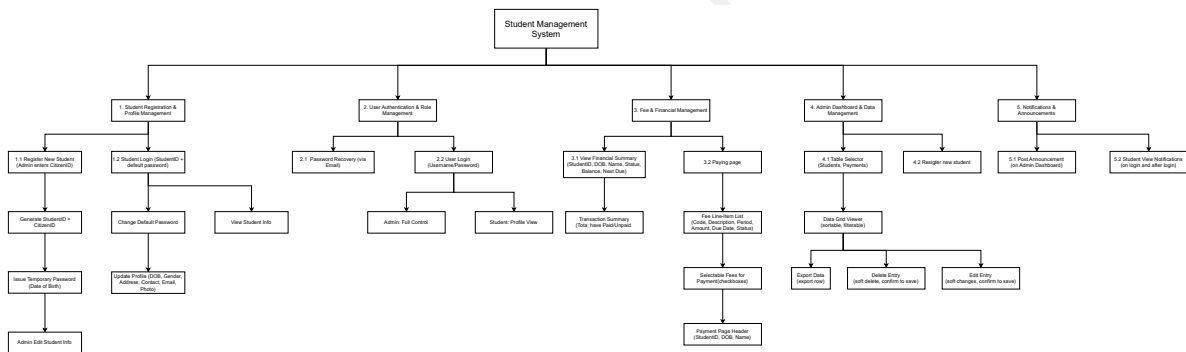 Student Management
System
1. Student Registration &
Profile Management
2. User Authentication & Role
Management
3. Fee & Financial Management
4. Admin Dashboard & Data
Management
5. Notifications &
Announcements
1.1 Register New Student
(Admin enters CitizenID)
1.2 Student Login (StudentID +
default password)
2.1 Password Recovery (via
Email)
2.2 User Login
(Username/Password)
3.1 View Financial Summary
(StudentID, DOB, Name, Status,
Balance, Next Due)
3.2 Paying page
4.1 Table Selector
(Students, Payments)
4.2 Resigter new student
5.1 Post Announcement
(on Admin Dashboard)
5.2 Student View Notifications
(on login and after login)
Generate StudentID =
CitizenID
Change Default Password
View Student Info
Admin: Full Control
Student: Profile View
Transaction Summary
(Tota; have Paid/Unpaid.
Fee Line-Item List
(Code, Description, Period,
Amount, Due Date, Status)
Data Grid Viewer
(sortable, filterable)
Issue Temporary Password
(Date of Birth)
Update Profile (DOB, Gender,
Address, Contact, Email,
Photo)
Selectable Fees for
Payment(checkboxes)
Export Data
(export row)
Delete Entry
(soft delete, confirm to save)
Edit Entry
(soft changes, confirm to save)
Admin Edit Student Info
Payment Page Header
(StudentID, DOB, Name)